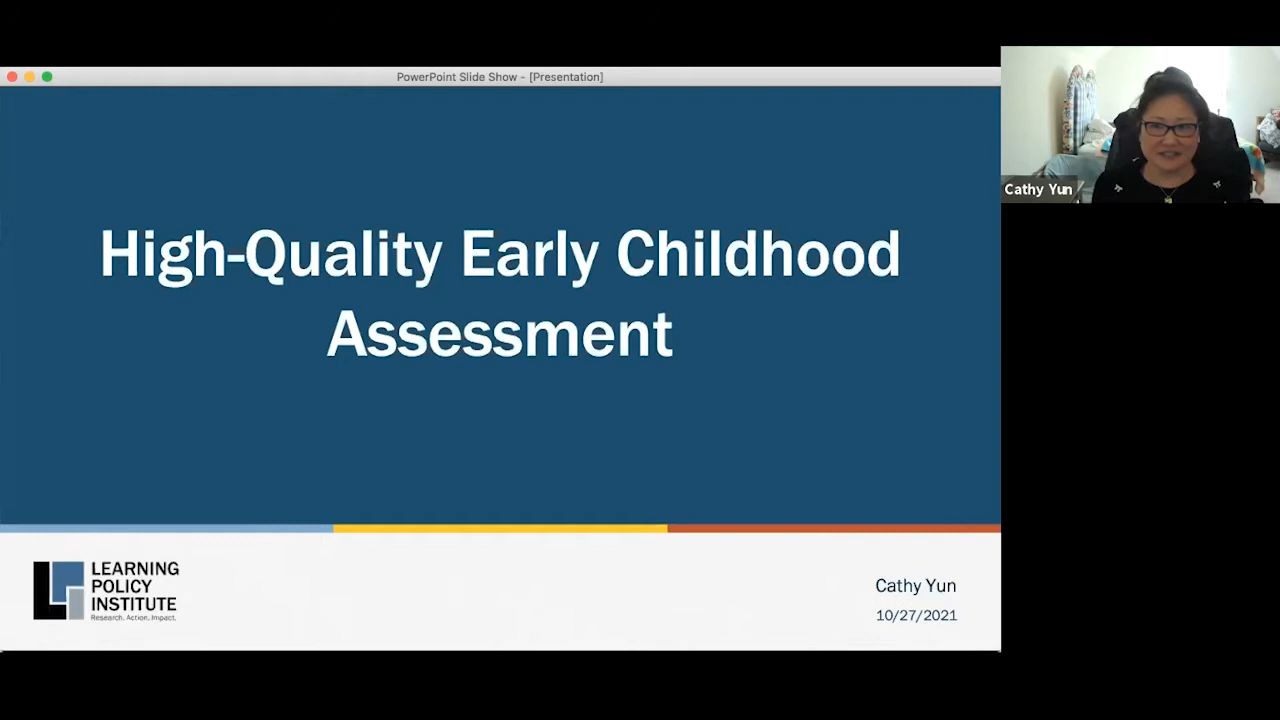 PowerPoint Slide Show - [Presentation]
High-Quality Early Childhood
Assessment
LEARNING
POLICY
INSTITUTE
Research. Action. Impact.
Cathy Yun
10/27/2021
Cathy Yun